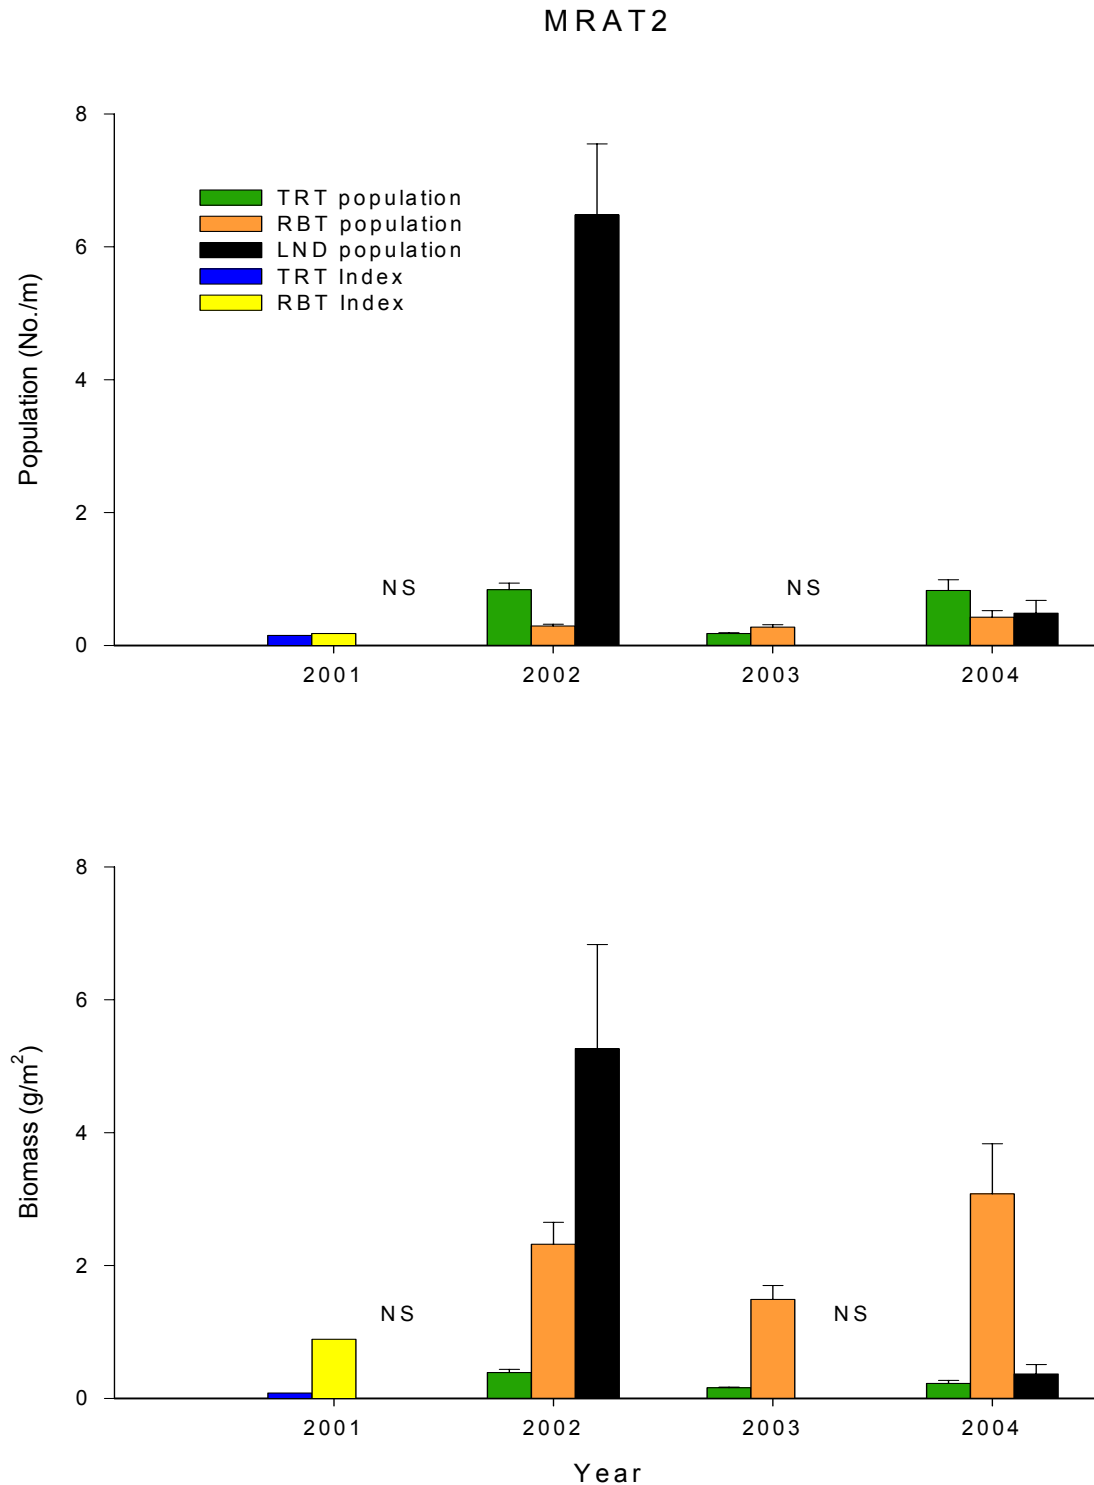 MRAT2
8
TRT population
RBT population
LND population
TRT Index
RBT Index
6
4
2
0
Population (No./m)
NS
NS
2001
2002
2003
2004
8
6
4
2
0
Biomass (g/m²)
NS
NS
2001
2002
2003
2004
Year